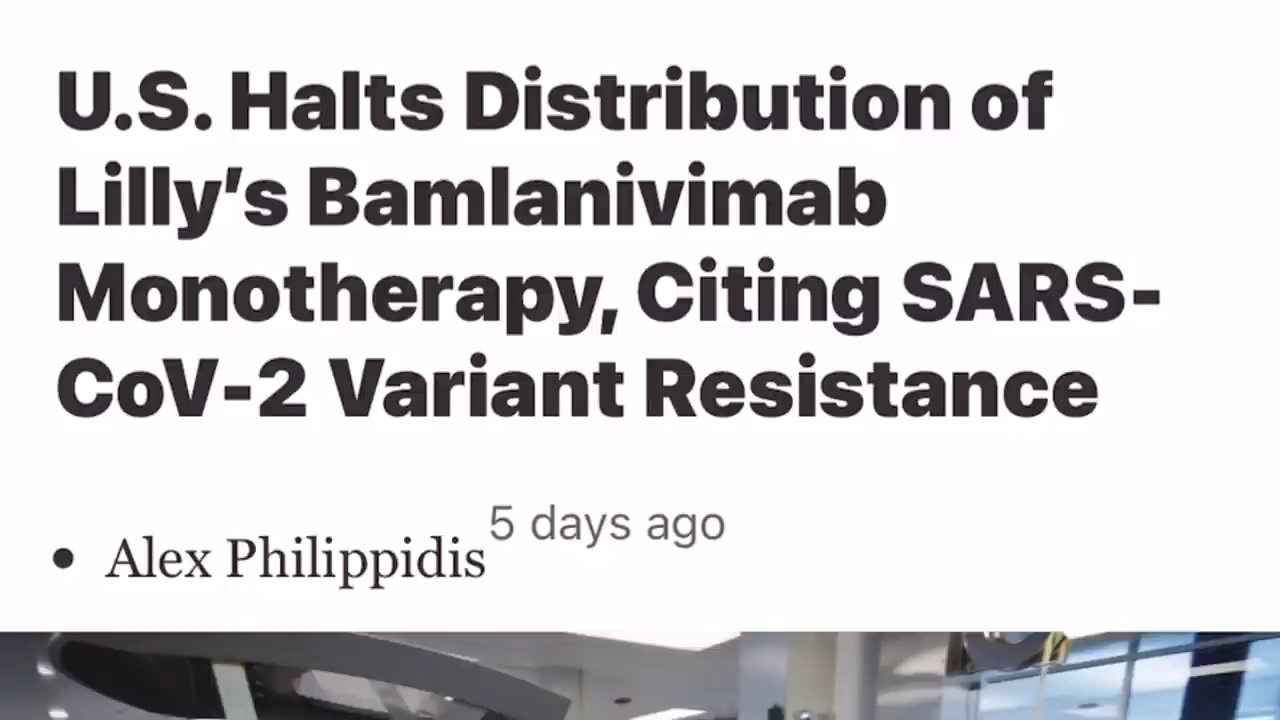 U.S. Halts Distribution of
Lilly’s Bamlanivimab
Monotherapy, Citing SARS-
CoV-2 Variant Resistance
5 days ago
• Alex Philippidis